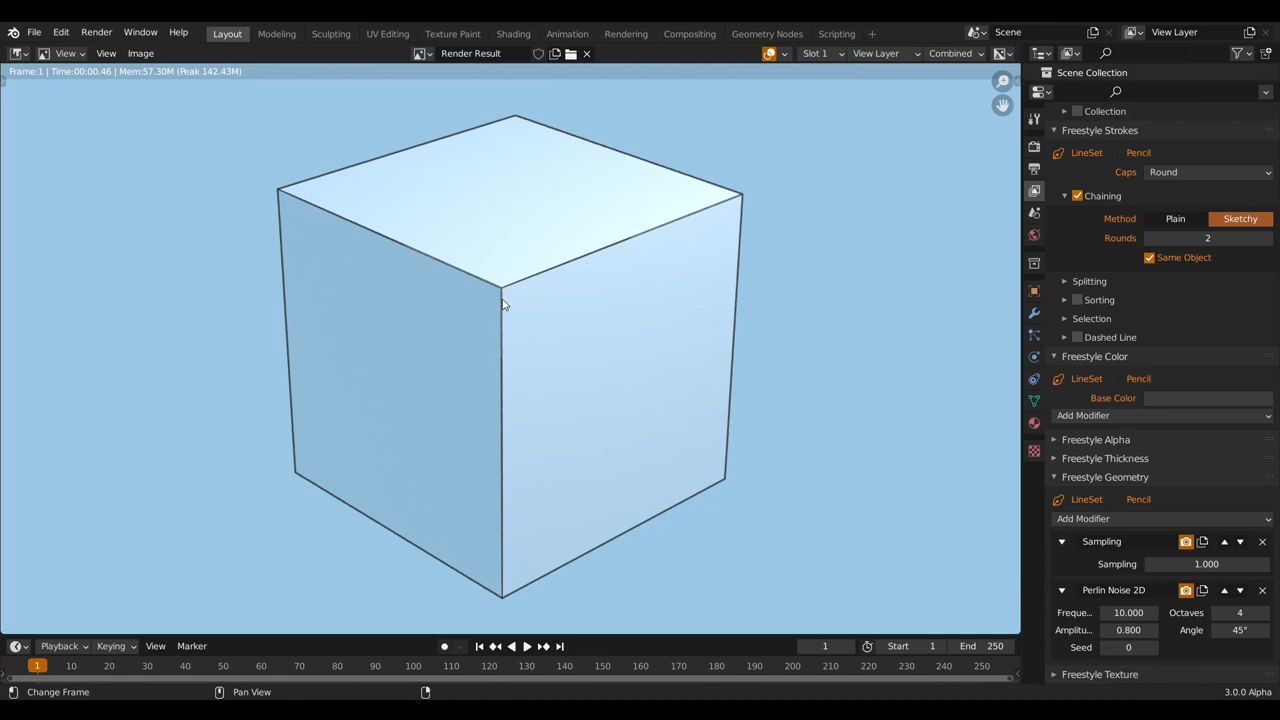 File Edit Render Window Help Layout Modeling Sculpting UV Editing Texture Paint Shading Animation Rendering Compositing Geometry Nodes Scripting + Scene View Layer
View View Image Render Result Slot 1 View Layer Combined
Frame:1 | Time:00:00.46 | Mem:57.30M (Peak 142.43M)
Scene Collection
Collection
Freestyle Strokes
LineSet Pencil
Caps Round
Chaining
Method Plain Sketchy
Rounds 2
Same Object
Splitting
Sorting
Selection
Dashed Line
Freestyle Color
LineSet Pencil
Base Color
Add Modifier
Freestyle Alpha
Freestyle Thickness
Freestyle Geometry
LineSet Pencil
Add Modifier
Sampling
Sampling 1.000
Perlin Noise 2D
Freque... 10.000 Octaves 4
Amplitu... 0.800 Angle 45°
Seed 0
Freestyle Texture
Playback Keying View Marker 1 Start 1 End 250
1 10 20 30 40 50 60 70 80 90 100 110 120 130 140 150 160 170 180 190 200 210 220 230 240 250
Change Frame Pan View 3.0.0 Alpha